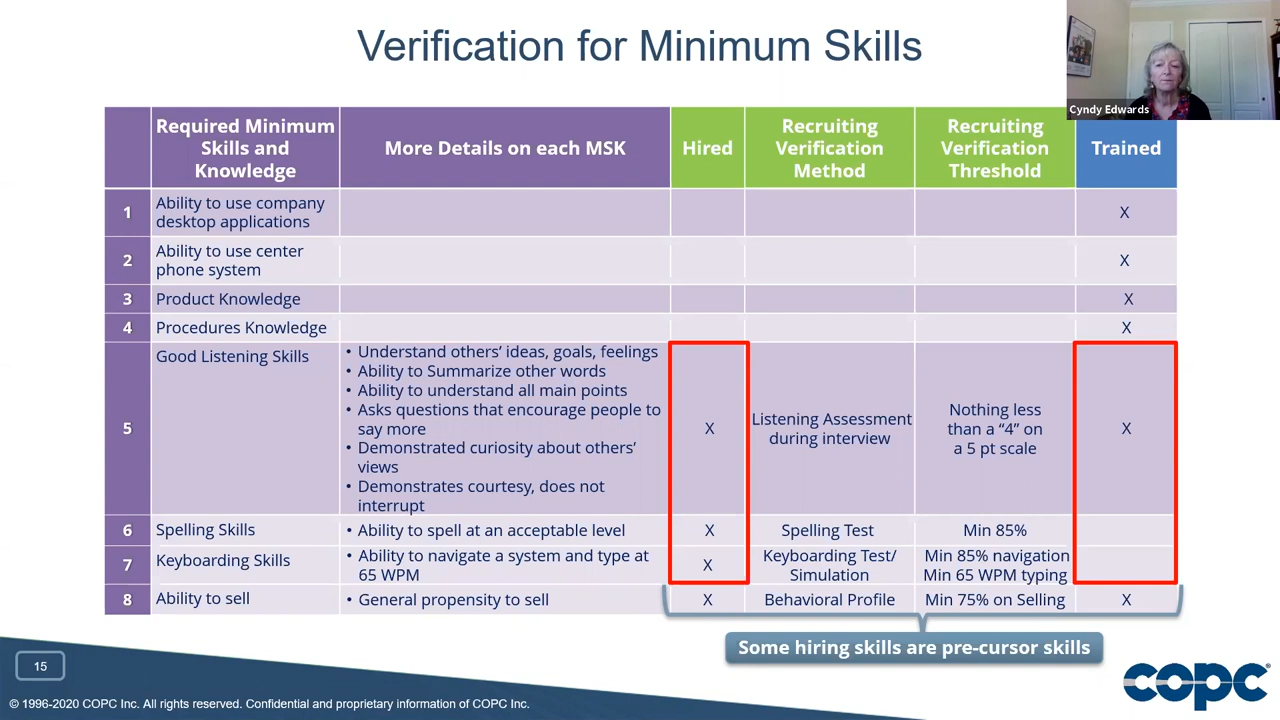 Verification for Minimum Skills
Cyndy Edwards
Required Minimum
Skills and
Knowledge
More Details on each MSK
Hired
Recruiting
Verification
Method
Recruiting
Verification
Threshold
Trained
1
Ability to use company
desktop applications
X
2
Ability to use center
phone system
X
3
Product Knowledge
X
4
Procedures Knowledge
X
5
Good Listening Skills
• Understand others’ ideas, goals, feelings
• Ability to Summarize other words
• Ability to understand all main points
• Asks questions that encourage people to
say more
• Demonstrated curiosity about others’
views
• Demonstrates courtesy, does not
interrupt
X
Listening Assessment
during interview
Nothing less
than a “4” on
a 5 pt scale
X
6
Spelling Skills
• Ability to spell at an acceptable level
X
Spelling Test
Min 85%
7
Keyboarding Skills
• Ability to navigate a system and type at
65 WPM
X
Keyboarding Test/
Simulation
Min 85% navigation
Min 65 WPM typing
8
Ability to sell
• General propensity to sell
X
Behavioral Profile
Min 75% on Selling
X
Some hiring skills are pre-cursor skills
15
copc®
© 1996-2020 COPC Inc. All rights reserved. Confidential and proprietary information of COPC Inc.